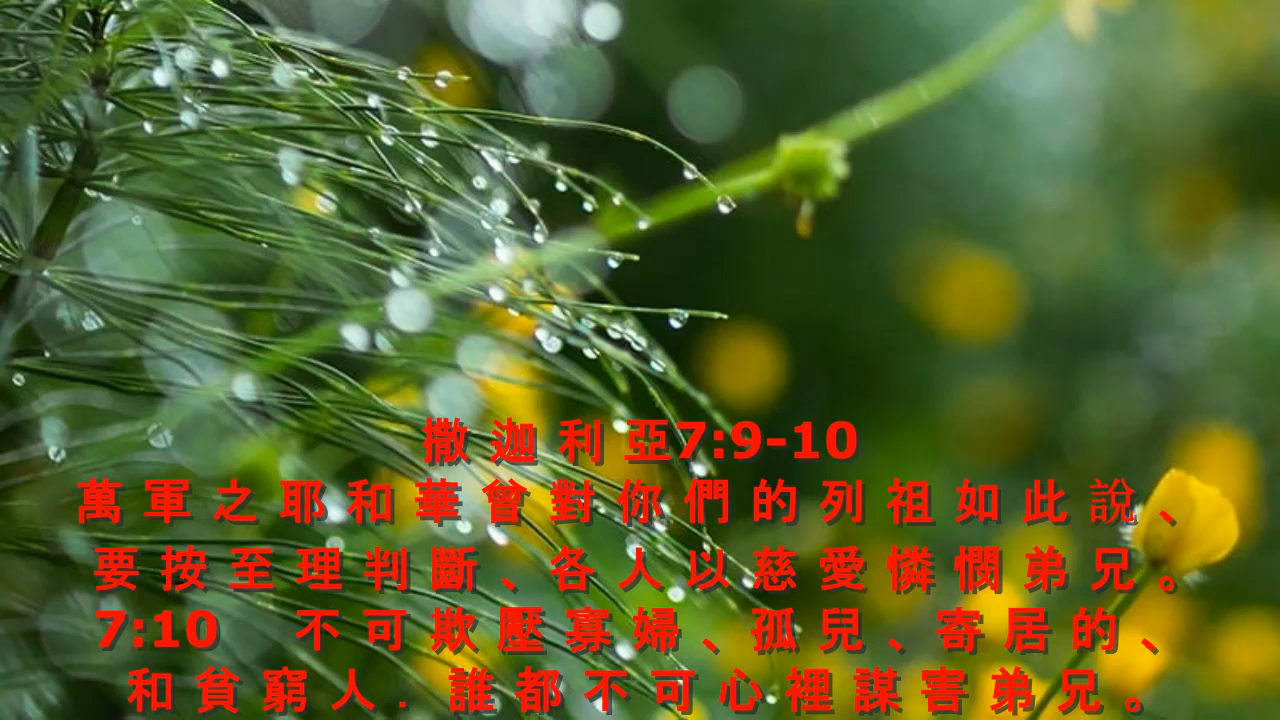 撒迦利亞7:9-10
萬軍之耶和華曾對你們的列祖如此說、
要按至理判斷、各人以慈愛憐憫弟兄。
7:10 不可欺壓寡婦、孤兒、寄居的、
和貧窮人．誰都不可心裡謀害弟兄。